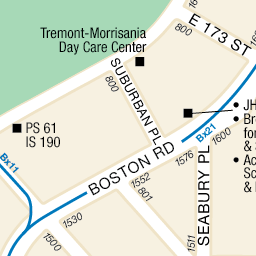 Tremont-Morrisania
Day Care Center
E 173 ST
800
1600
SUBURBAN PL
800
JH
Br
for
&
Ac
Sc
&
PS 61
IS 190
Bx11
Bx21
1600
BOSTON RD
1576
1552
801
1530
1500
SEABURY PL
1511